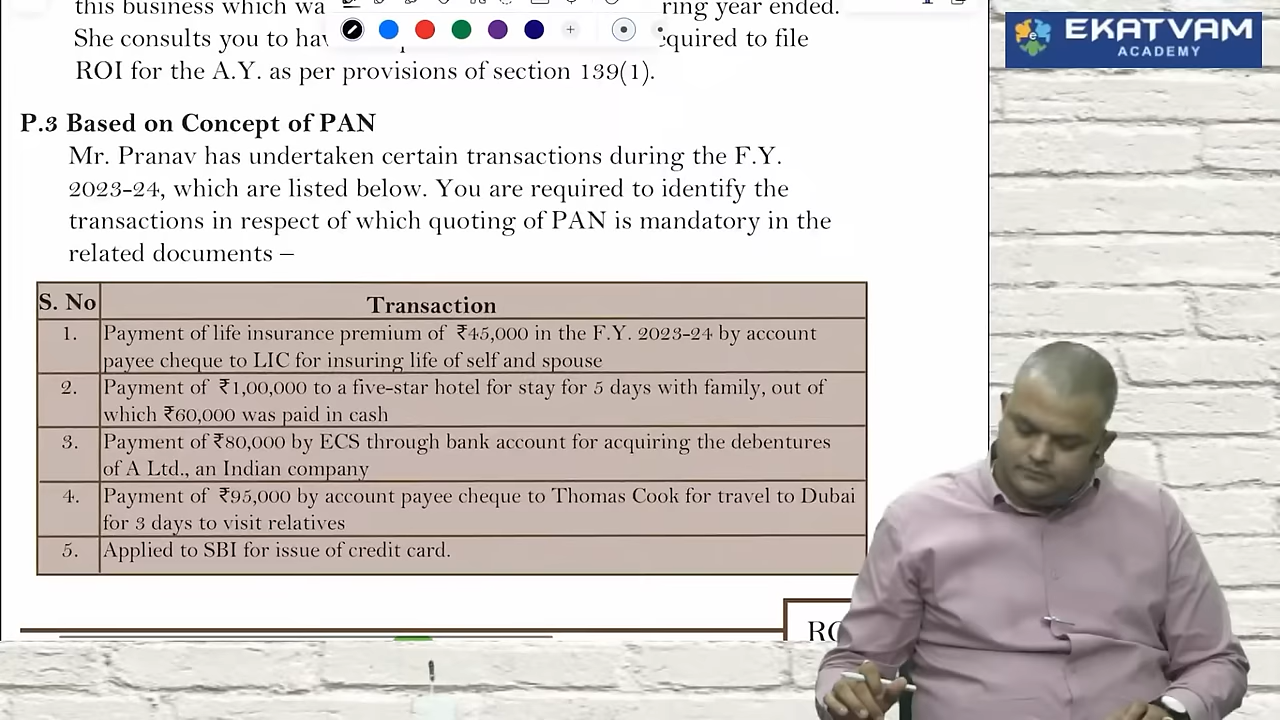 this business which wa
ring year ended.
She consults you to hav
equired to file
ROI for the A.Y. as per provisions of section 139(1).
EKATVAM
ACADEMY
P.3 Based on Concept of PAN
Mr. Pranav has undertaken certain transactions during the F.Y.
2023-24, which are listed below. You are required to identify the
transactions in respect of which quoting of PAN is mandatory in the
related documents –
S. No Transaction
1. Payment of life insurance premium of ₹45,000 in the F.Y. 2023-24 by account
payee cheque to LIC for insuring life of self and spouse
2. Payment of ₹1,00,000 to a five-star hotel for stay for 5 days with family, out of
which ₹60,000 was paid in cash
3. Payment of ₹80,000 by ECS through bank account for acquiring the debentures
of A Ltd., an Indian company
4. Payment of ₹95,000 by account payee cheque to Thomas Cook for travel to Dubai
for 3 days to visit relatives
5. Applied to SBI for issue of credit card.
RO